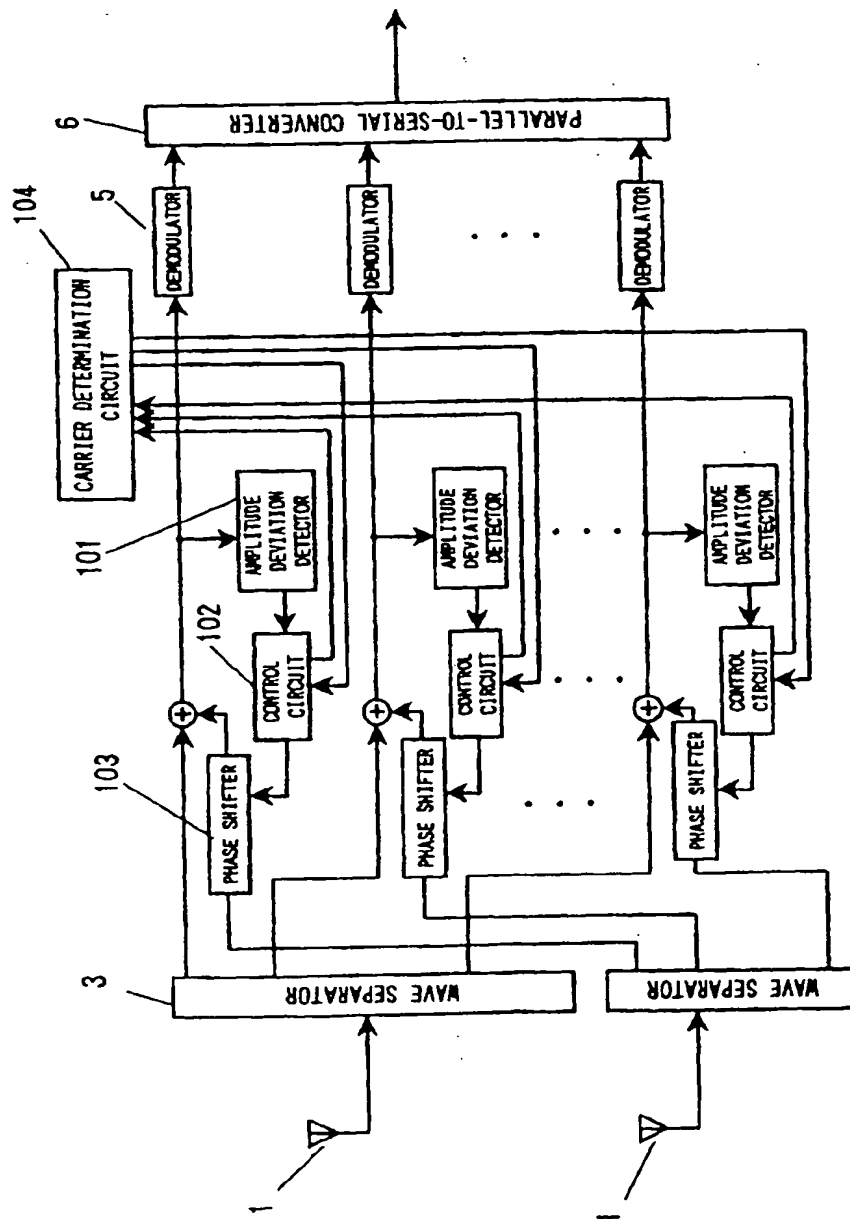 104
CARRIER DETERMINATION
CIRCUIT
5
6
DEMODULATOR
PARALLEL-TO-SERIAL CONVERTER
101
AMPLITUDE
DEVIATION
DETECTOR
102
CONTROL
CIRCUIT
103
PHASE SHIFTER
DEMODULATOR
AMPLITUDE
DEVIATION
DETECTOR
CONTROL
CIRCUIT
PHASE SHIFTER
DEMODULATOR
AMPLITUDE
DEVIATION
DETECTOR
CONTROL
CIRCUIT
PHASE SHIFTER
3
WAVE SEPARATOR
WAVE SEPARATOR
1